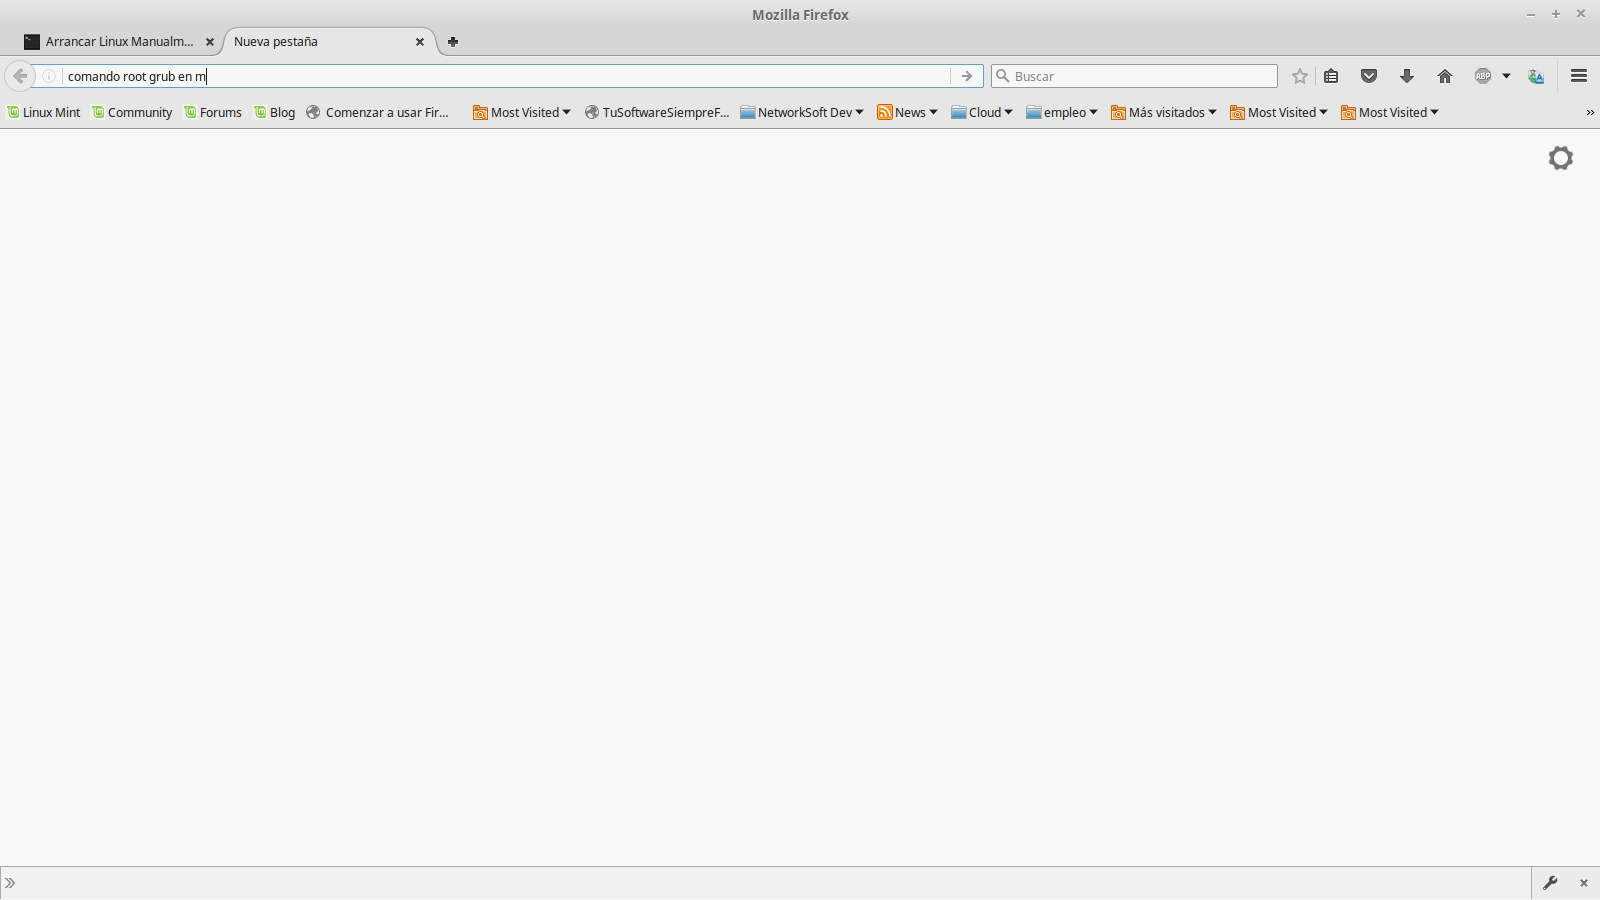 Mozilla Firefox
Arrancar Linux Manualm... Nueva pestaña
comando root grub en m Buscar ABP
Linux Mint Community Forums Blog Comenzar a usar Fir... Most Visited TuSoftwareSiempreF... NetworkSoft Dev News Cloud empleo Más visitados Most Visited Most Visited